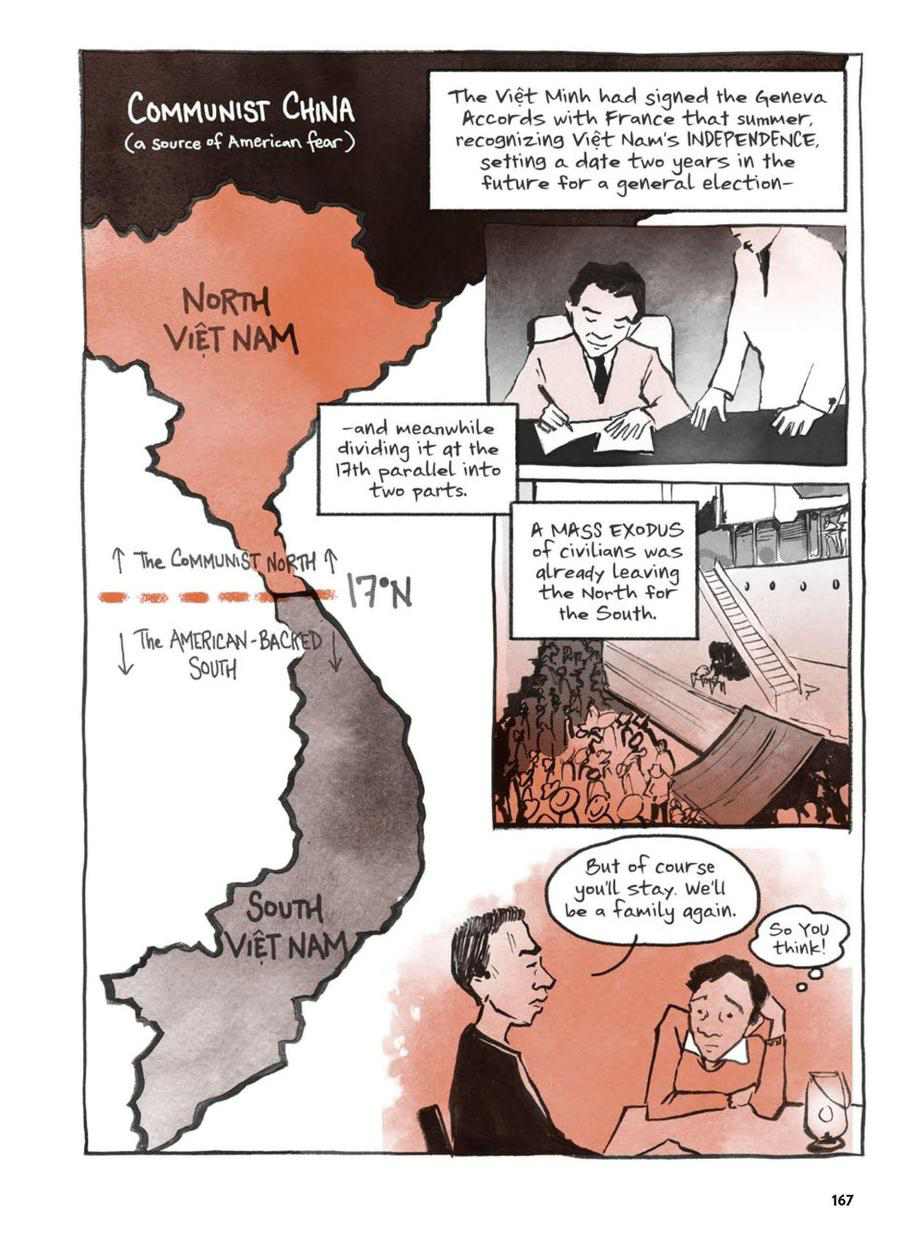 COMMUNIST CHINA
(a source of American fear)
The Việt Minh had signed the Geneva
Accords with France that summer,
recognizing Việt Nam's INDEPENDENCE,
setting a date two years in the
future for a general election—
NORTH
VIỆT NAM
—and meanwhile
dividing it at the
17th parallel into
two parts.
A MASS EXODUS
of civilians was
already leaving
the North for
the South.
↑ The COMMUNIST NORTH ↑
17°N
↓ The AMERICAN-BACKED ↓
SOUTH
SOUTH
VIỆT NAM
But of course
you'll stay. We'll
be a family again.
So YOU
think!
167